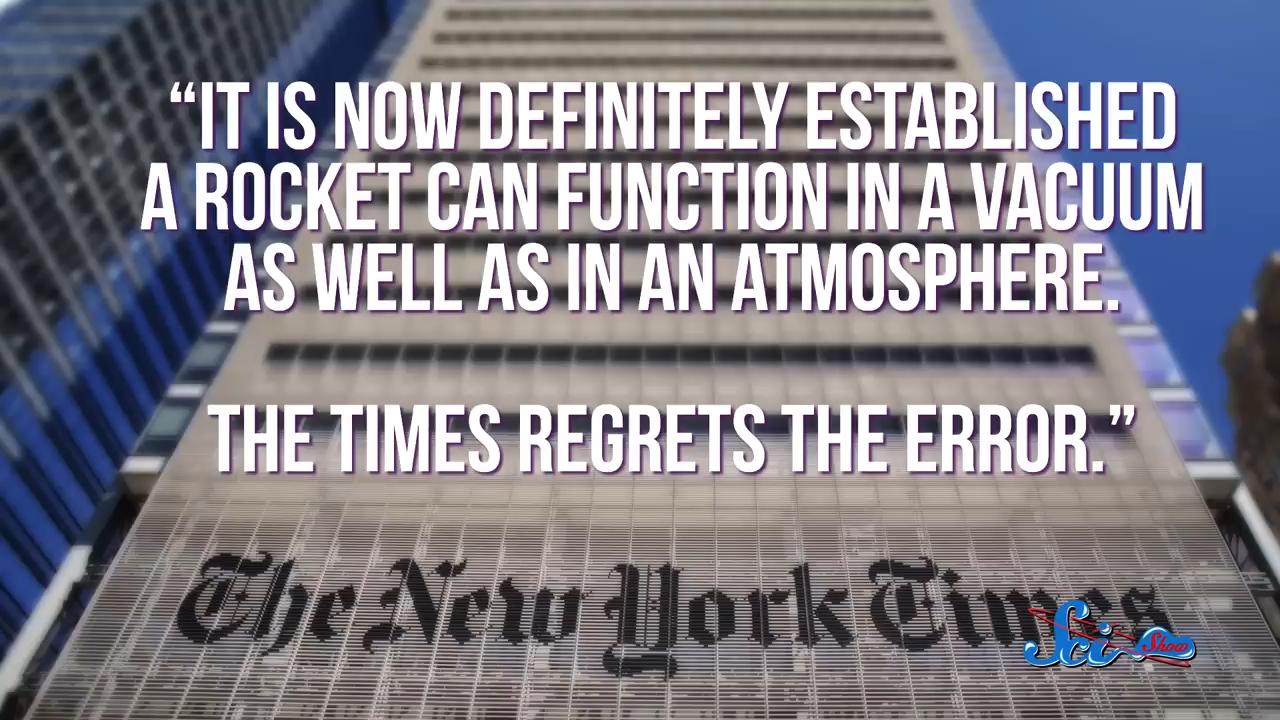 “IT IS NOW DEFINITELY ESTABLISHED
A ROCKET CAN FUNCTION IN A VACUUM
AS WELL AS IN AN ATMOSPHERE.
THE TIMES REGRETS THE ERROR.”
The New York Times
Sci Show